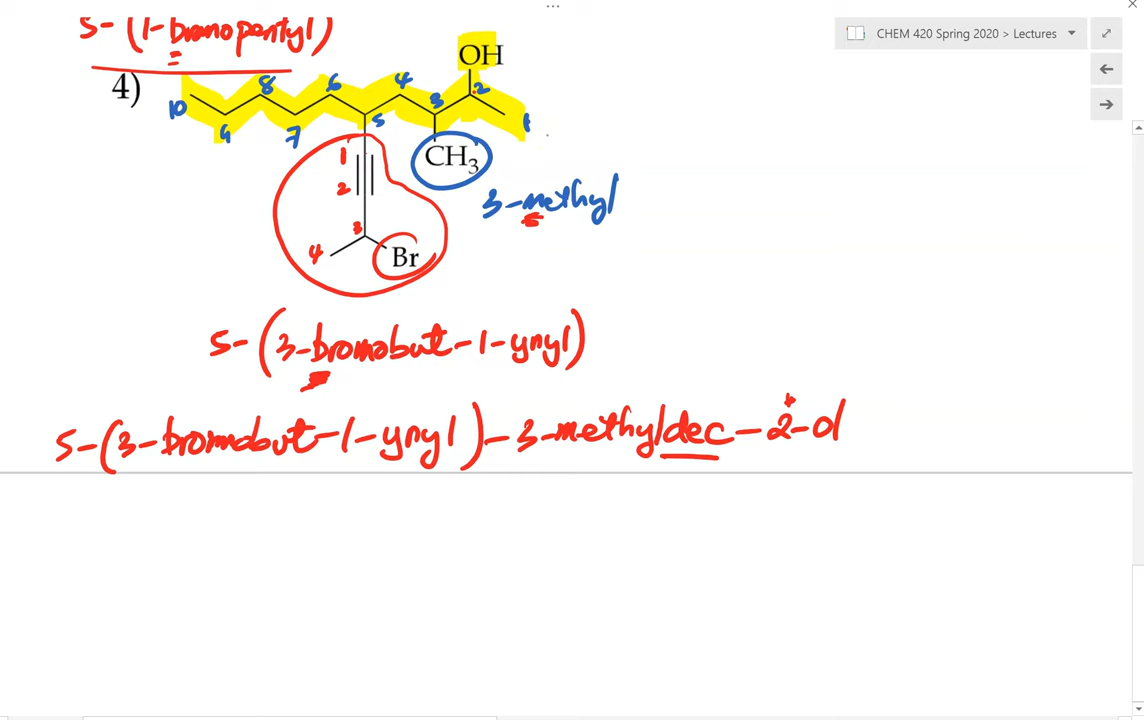 5-(1-bromopentyl)
CHEM 420 Spring 2020 > Lectures
4)
OH
10 9 8 7 6 5 4 3 2 1
CH3
3-methyl
1
2
3
4
Br
5-(3-bromobut-1-ynyl)
5-(3-bromobut-1-ynyl)-3-methyldec-2-ol